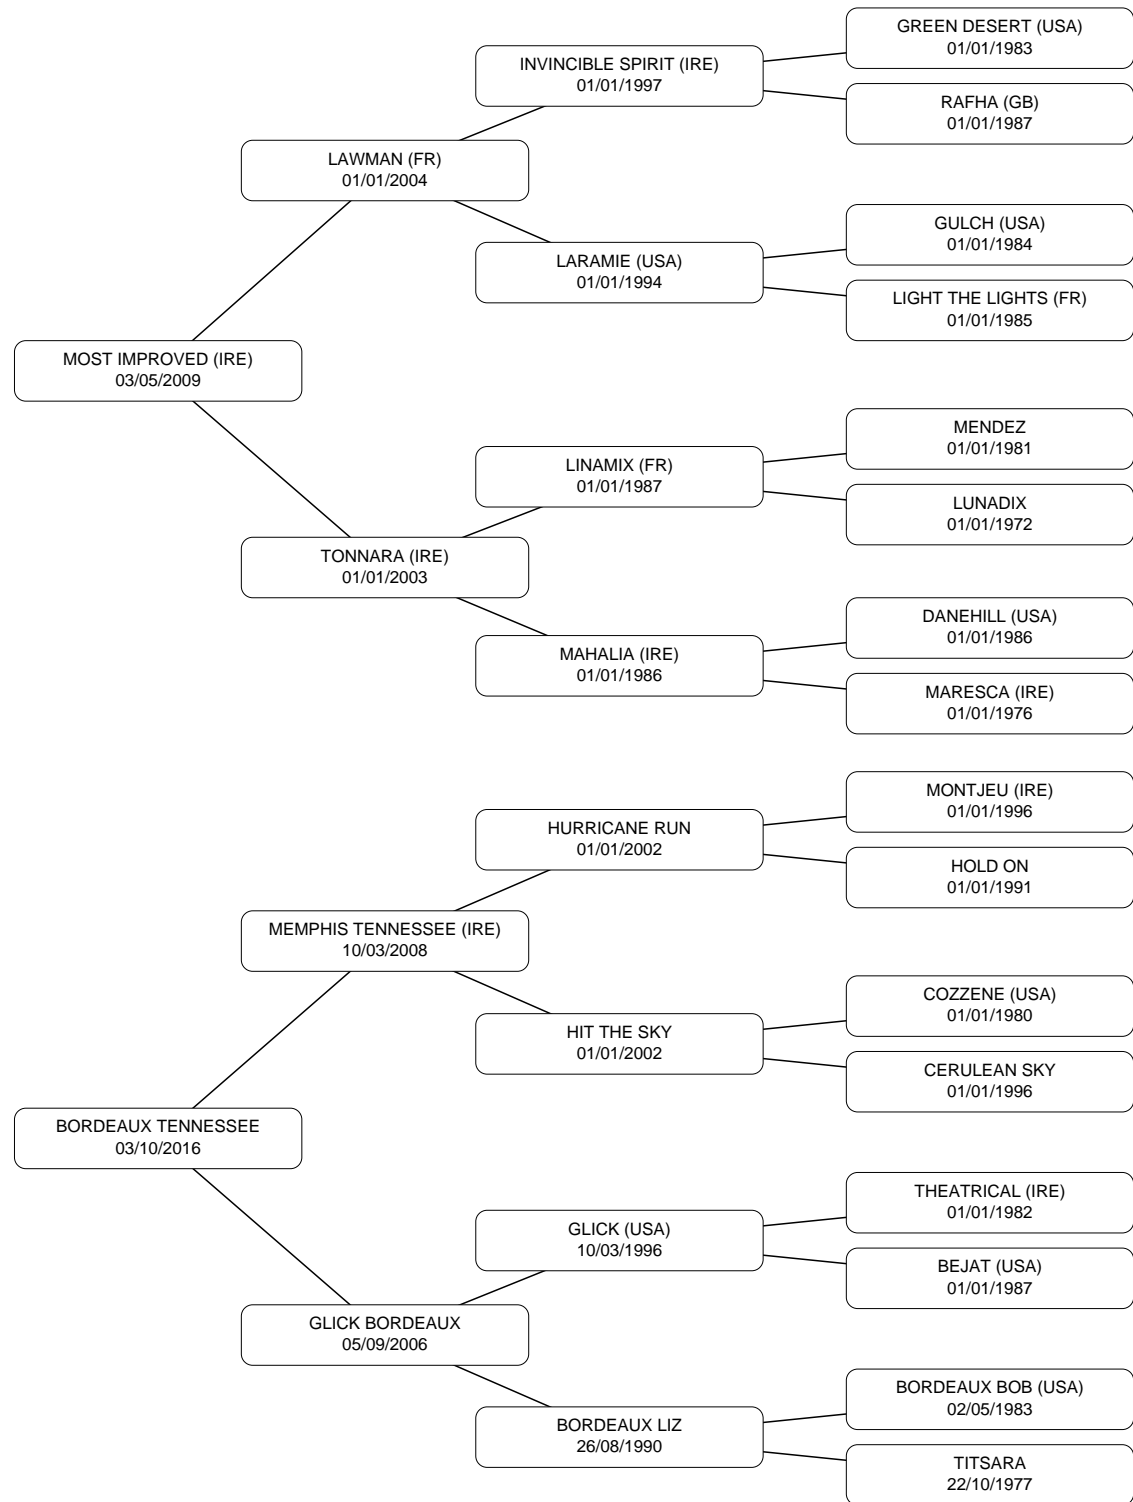 GREEN DESERT (USA)
01/01/1983
INVINCIBLE SPIRIT (IRE)
01/01/1997
RAFHA (GB)
01/01/1987
LAWMAN (FR)
01/01/2004
GULCH (USA)
01/01/1984
LARAMIE (USA)
01/01/1994
LIGHT THE LIGHTS (FR)
01/01/1985
MOST IMPROVED (IRE)
03/05/2009
MENDEZ
01/01/1981
LINAMIX (FR)
01/01/1987
LUNADIX
01/01/1972
TONNARA (IRE)
01/01/2003
DANEHILL (USA)
01/01/1986
MAHALIA (IRE)
01/01/1986
MARESCA (IRE)
01/01/1976
MONTJEU (IRE)
01/01/1996
HURRICANE RUN
01/01/2002
HOLD ON
01/01/1991
MEMPHIS TENNESSEE (IRE)
10/03/2008
COZZENE (USA)
01/01/1980
HIT THE SKY
01/01/2002
CERULEAN SKY
01/01/1996
BORDEAUX TENNESSEE
03/10/2016
THEATRICAL (IRE)
01/01/1982
GLICK (USA)
10/03/1996
BEJAT (USA)
01/01/1987
GLICK BORDEAUX
05/09/2006
BORDEAUX BOB (USA)
02/05/1983
BORDEAUX LIZ
26/08/1990
TITSARA
22/10/1977